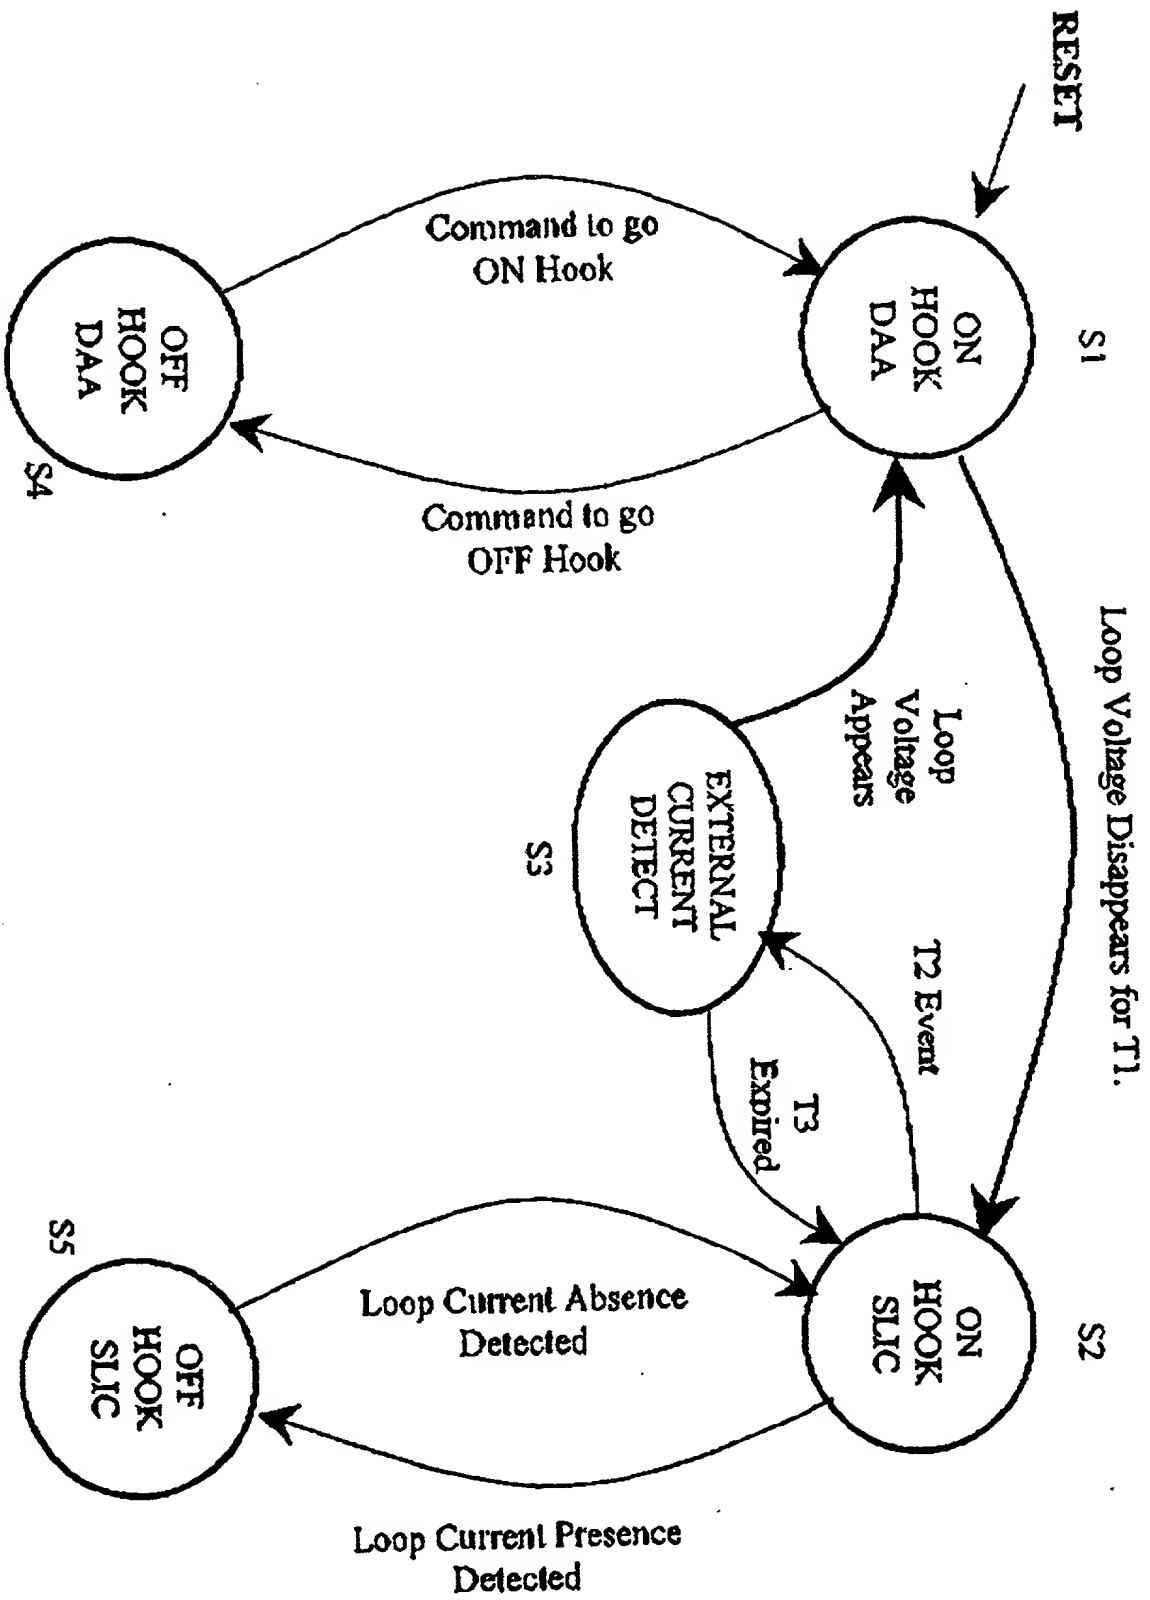 RESET
S1
ON
HOOK
DAA
Loop Voltage Disappears for T1.
S2
ON
HOOK
SLIC
Loop
Voltage
Appears
T2 Event
T3
Expired
EXTERNAL
CURRENT
DETECT
S3
Command to go
ON Hook
Command to go
OFF Hook
OFF
HOOK
DAA
S4
Loop Current Absence
Detected
Loop Current Presence
Detected
OFF
HOOK
SLIC
S5